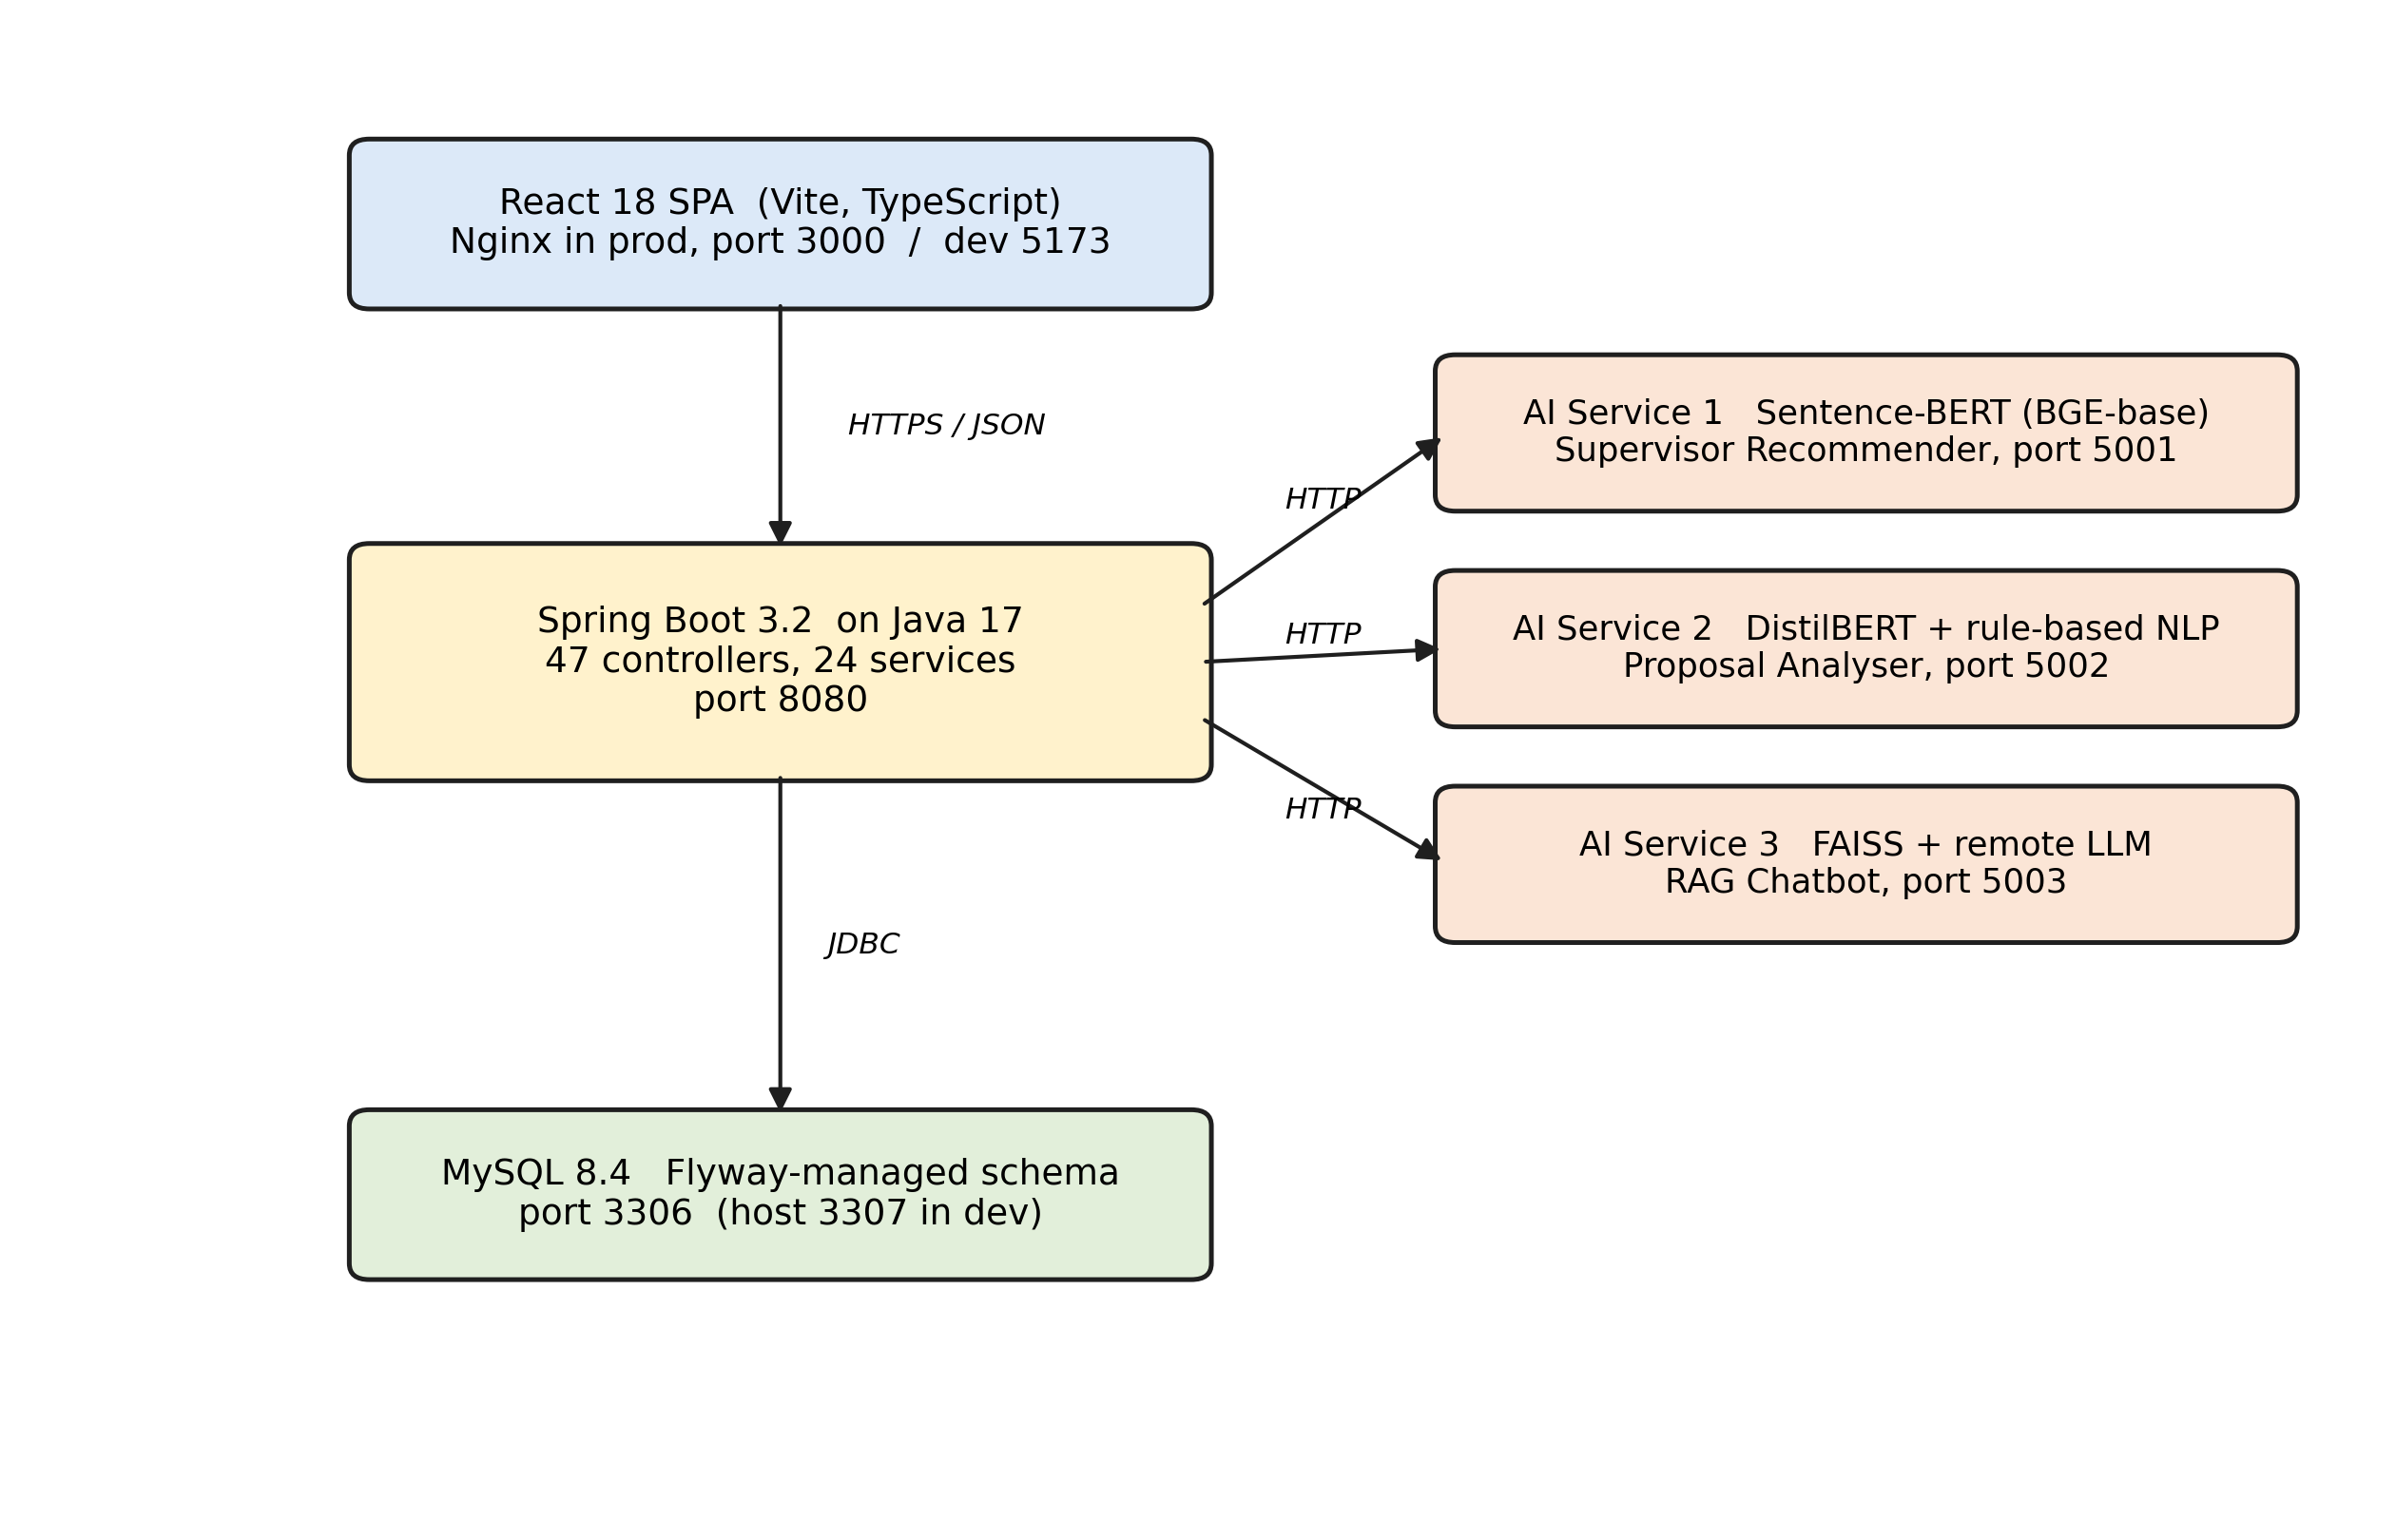 React 18 SPA  (Vite, TypeScript)
Nginx in prod, port 3000  /  dev 5173
HTTPS / JSON
Spring Boot 3.2  on Java 17
47 controllers, 24 services
port 8080
HTTP
HTTP
HTTP
AI Service 1   Sentence-BERT (BGE-base)
Supervisor Recommender, port 5001
AI Service 2   DistilBERT + rule-based NLP
Proposal Analyser, port 5002
AI Service 3   FAISS + remote LLM
RAG Chatbot, port 5003
JDBC
MySQL 8.4   Flyway-managed schema
port 3306  (host 3307 in dev)